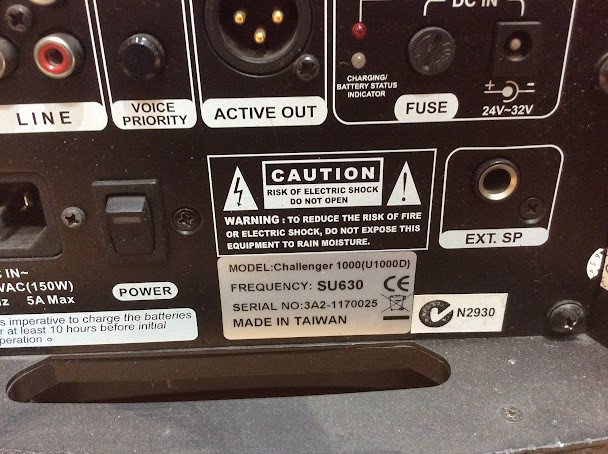 DC IN
CHARGING/
BATTERY STATUS
INDICATOR
LINE
VOICE
PRIORITY
ACTIVE OUT
FUSE
+ -
24V~32V
CAUTION
RISK OF ELECTRIC SHOCK
DO NOT OPEN
WARNING : TO REDUCE THE RISK OF FIRE
OR ELECTRIC SHOCK, DO NOT EXPOSE THIS
EQUIPMENT TO RAIN MOISTURE.
EXT. SP
IN~
VAC(150W)
5A Max
POWER
MODEL:Challenger 1000(U1000D)
FREQUENCY: SU630 CE
SERIAL NO:3A2-1170025
MADE IN TAIWAN
N2930
s imperative to charge the batteries
r at least 10 hours before initial
peration